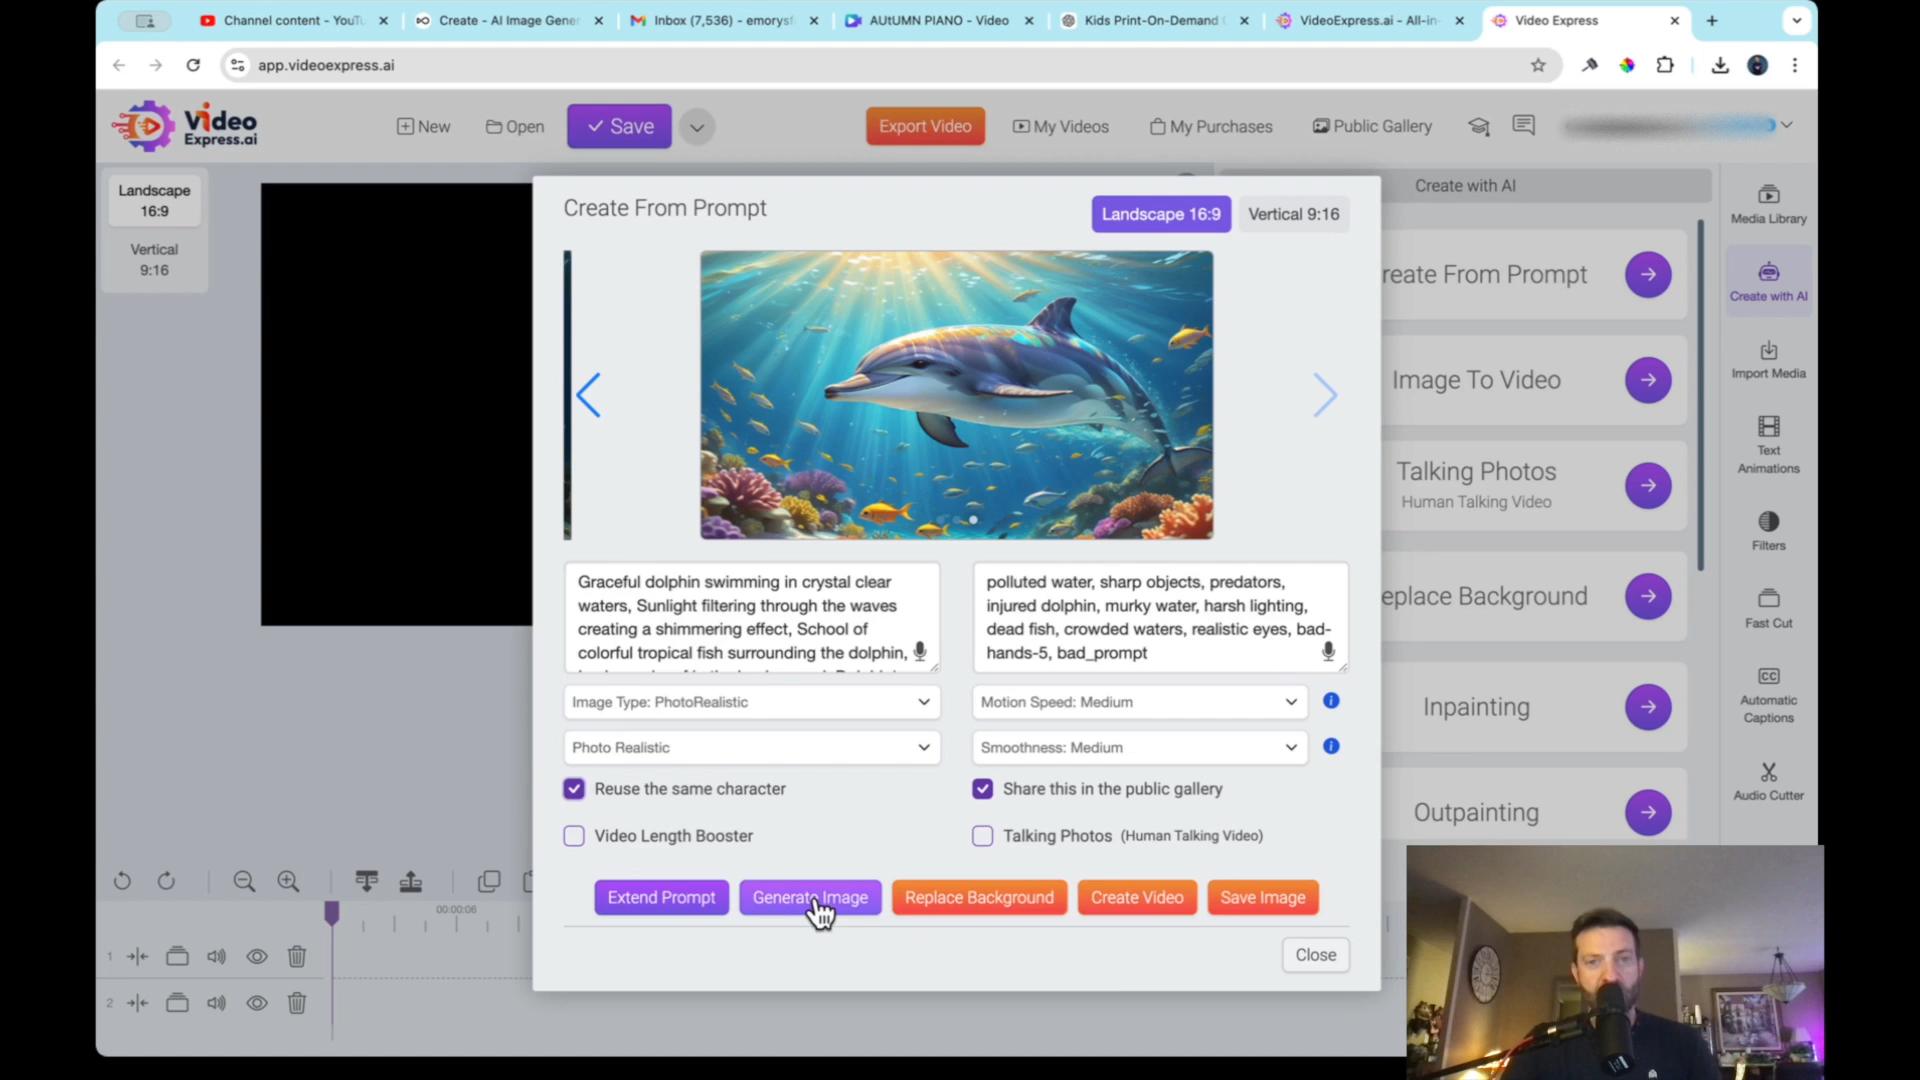 Channel content - YouTu
Create - AI Image Gener
Inbox (7,536) - emorysf
AUtUMN PIANO - Video
Kids Print-On-Demand
VideoExpress.ai - All-in-
Video Express
app.videoexpress.ai
Video
Express.ai
New
Open
Save
Export Video
My Videos
My Purchases
Public Gallery
Landscape
16:9
Vertical
9:16
Create From Prompt
Landscape 16:9
Vertical 9:16
Graceful dolphin swimming in crystal clear
waters, Sunlight filtering through the waves
creating a shimmering effect, School of
colorful tropical fish surrounding the dolphin,
polluted water, sharp objects, predators,
injured dolphin, murky water, harsh lighting,
dead fish, crowded waters, realistic eyes, bad-
hands-5, bad_prompt
Image Type: PhotoRealistic
Motion Speed: Medium
Photo Realistic
Smoothness: Medium
Reuse the same character
Share this in the public gallery
Video Length Booster
Talking Photos (Human Talking Video)
Extend Prompt
Generate Image
Replace Background
Create Video
Save Image
Close
Create with AI
reate From Prompt
Image To Video
Talking Photos
Human Talking Video
eplace Background
Inpainting
Outpainting
Media Library
Create with AI
Import Media
Text
Animations
Filters
Fast Cut
CC
Automatic
Captions
Audio Cutter
00:00:06
1
2